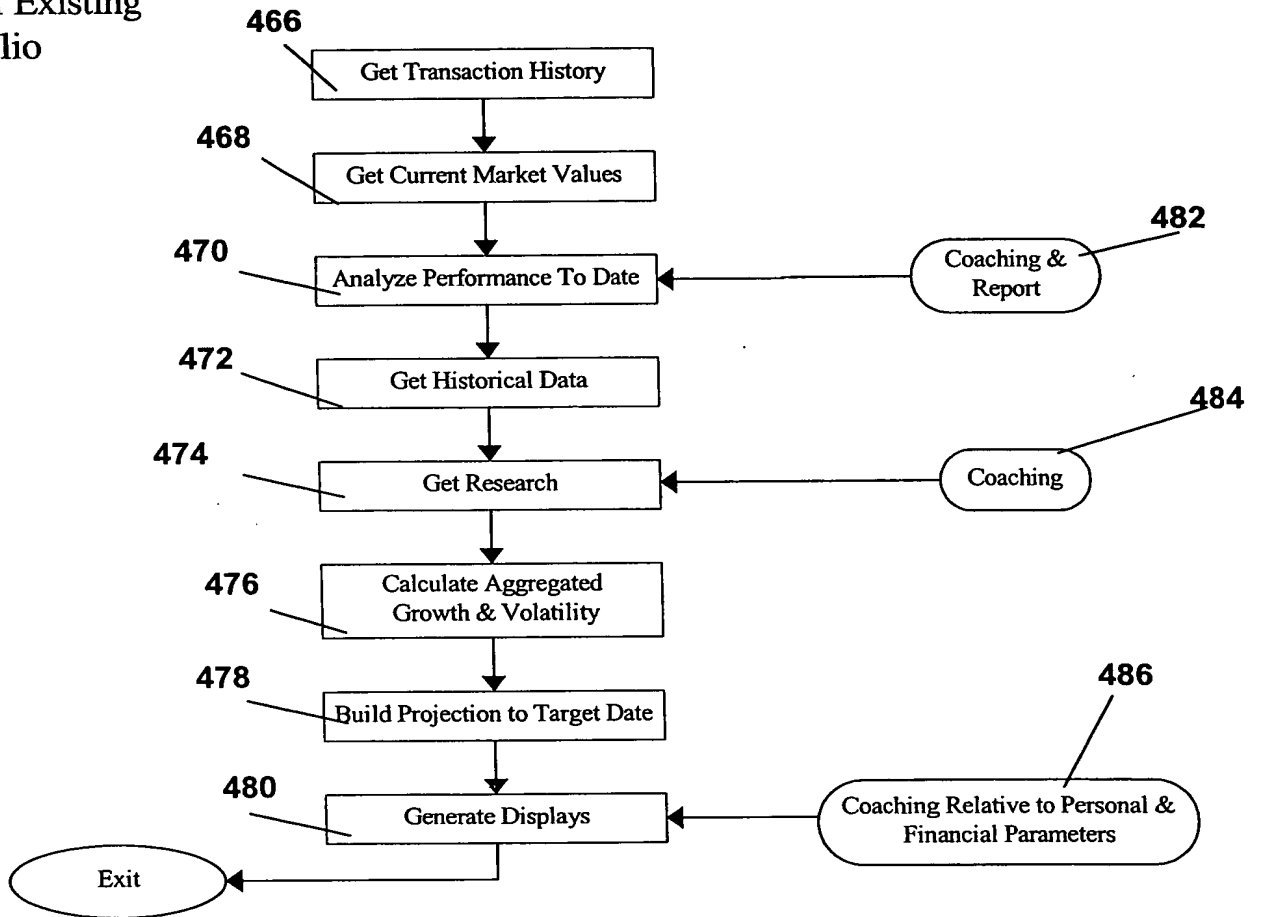 Existing
466
Get Transaction History
468
Get Current Market Values
470
Analyze Performance To Date
482
Coaching &
Report
472
Get Historical Data
484
474
Get Research
Coaching
476
Calculate Aggregated
Growth & Volatility
478
Build Projection to Target Date
486
480
Generate Displays
Coaching Relative to Personal &
Financial Parameters
Exit